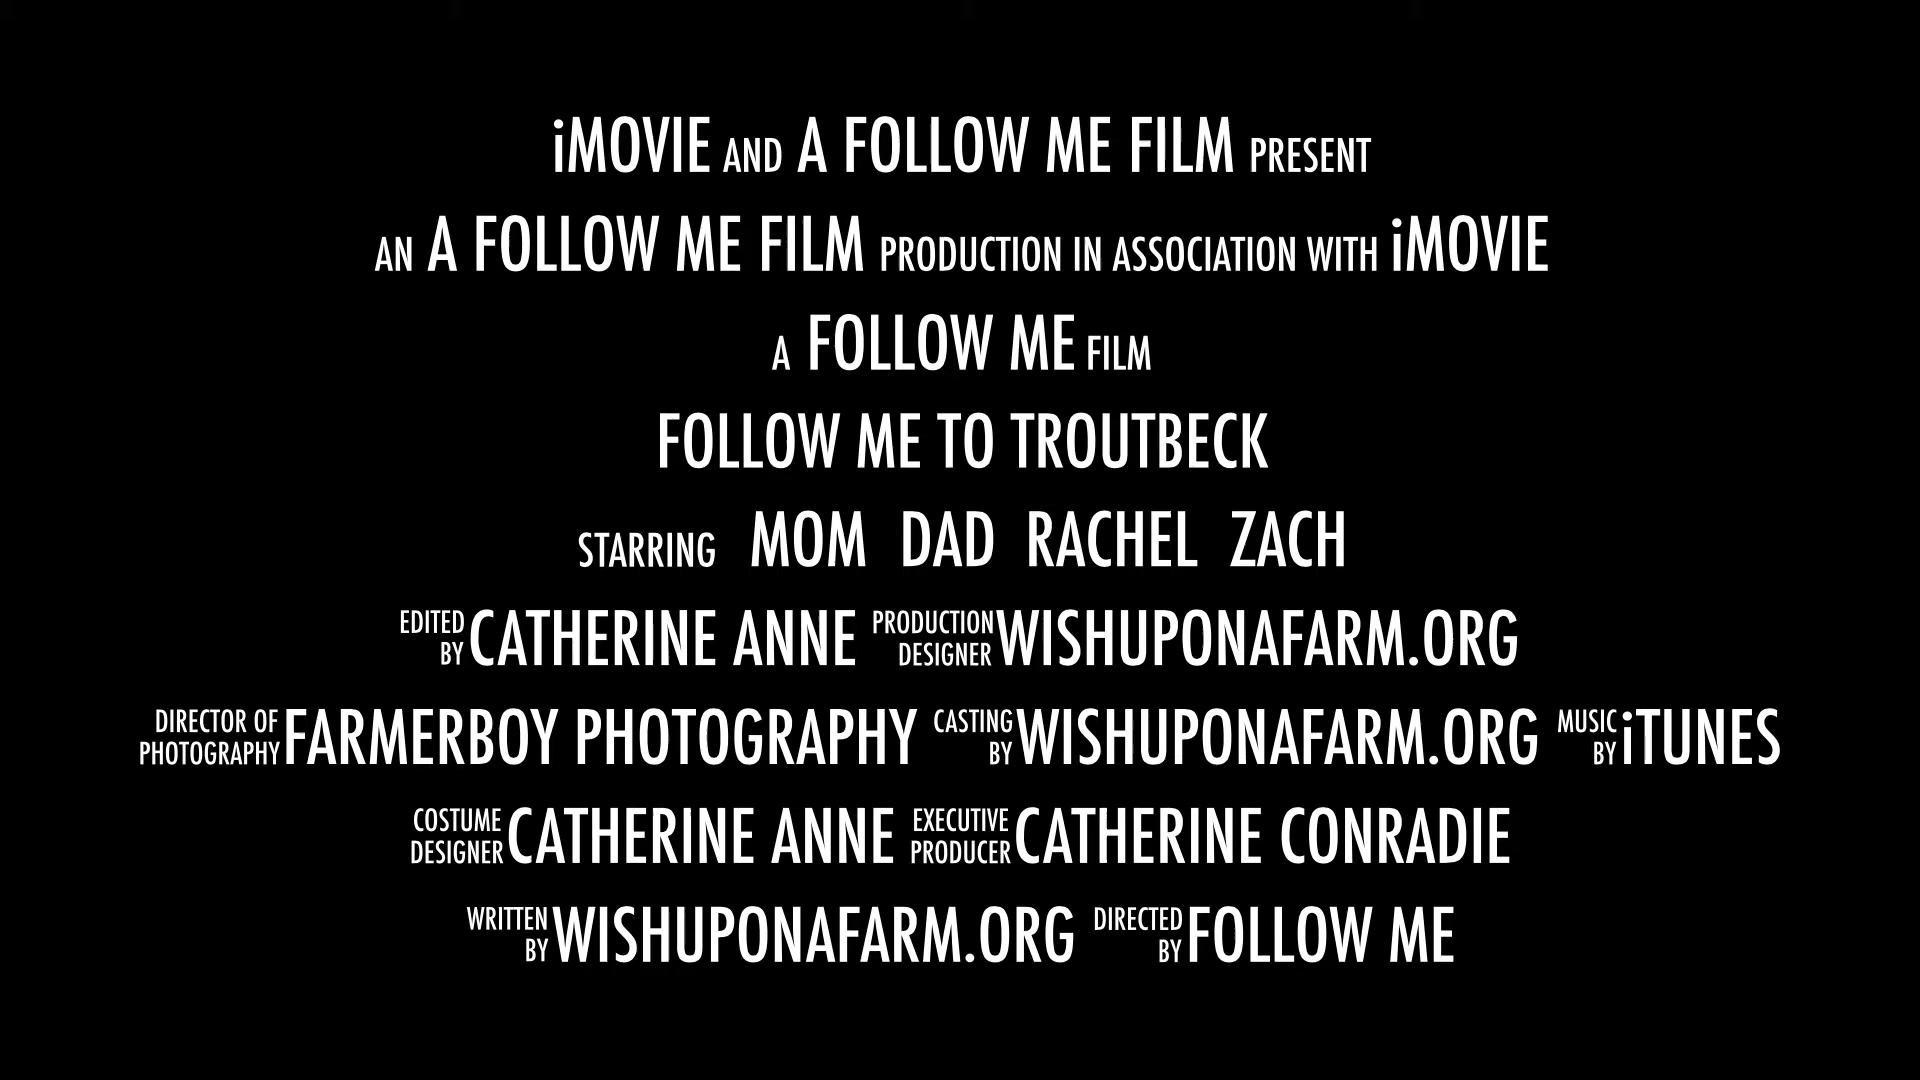 iMOVIE AND A FOLLOW ME FILM PRESENT
AN A FOLLOW ME FILM PRODUCTION IN ASSOCIATION WITH iMOVIE
A FOLLOW ME FILM
FOLLOW ME TO TROUTBECK
STARRING MOM DAD RACHEL ZACH
EDITED BY CATHERINE ANNE PRODUCTION DESIGNER WISHUPONAFARM.ORG
DIRECTOR OF PHOTOGRAPHY FARMERBOY PHOTOGRAPHY CASTING BY WISHUPONAFARM.ORG MUSIC BY iTUNES
COSTUME DESIGNER CATHERINE ANNE EXECUTIVE PRODUCER CATHERINE CONRADIE
WRITTEN BY WISHUPONAFARM.ORG DIRECTED BY FOLLOW ME